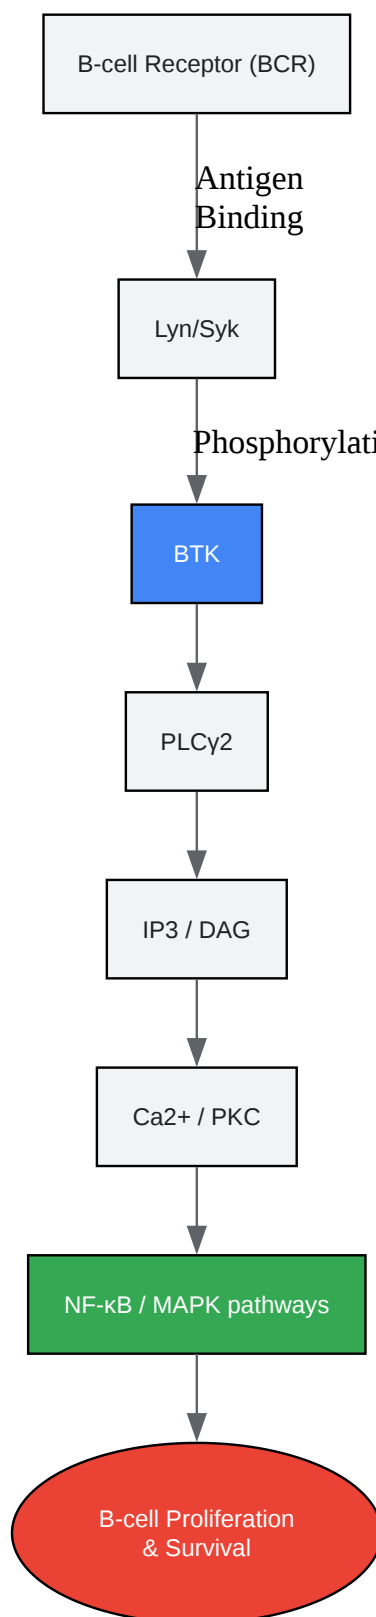 B-cell Receptor (BCR)
Antigen
Binding
Lyn/Syk
Phosphorylati
BTK
PLCγ2
IP3 / DAG
Ca2+ / PKC
NF-κB / MAPK pathways
B-cell Proliferation
& Survival